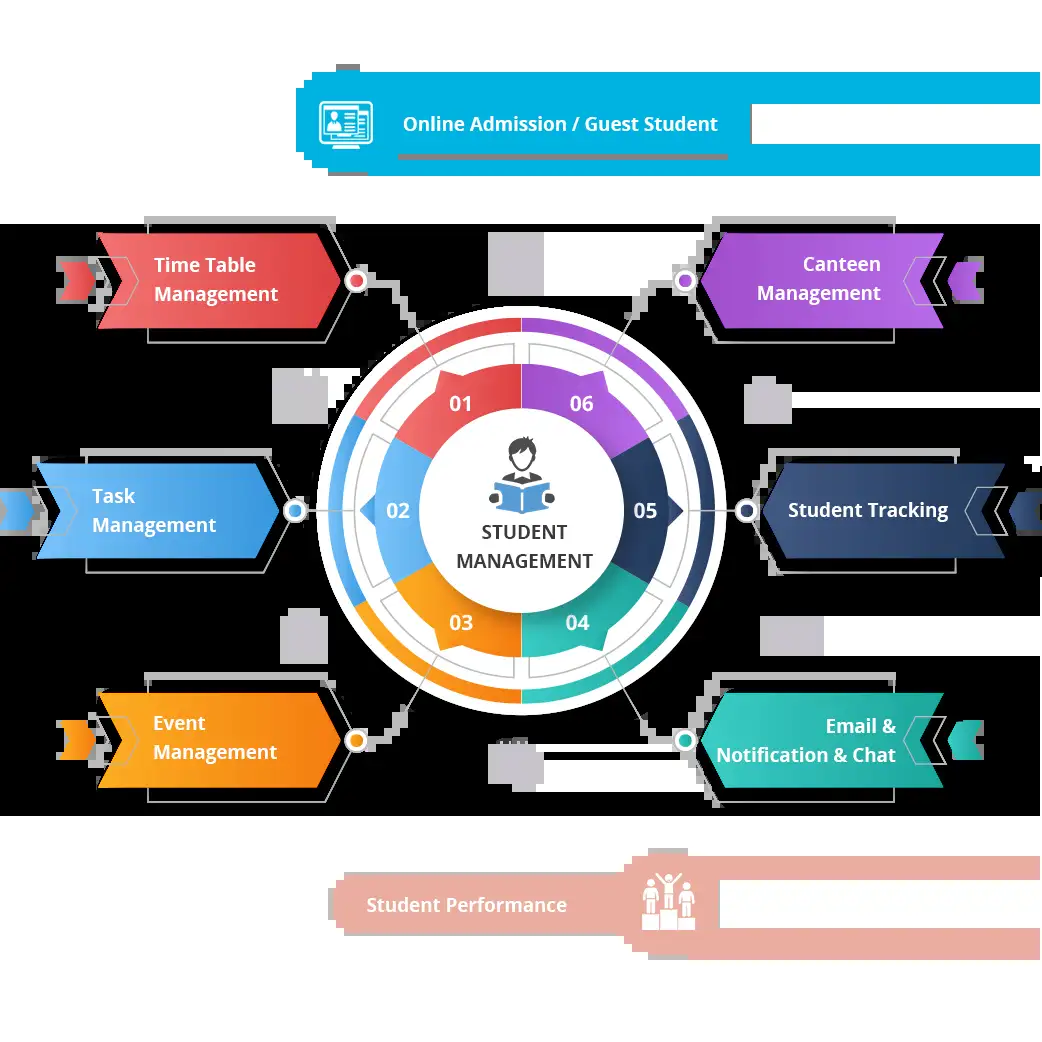 Online Admission / Guest Student
Time Table
Management
Canteen
Management
01
06
Task
Management
02
STUDENT
MANAGEMENT
05
Student Tracking
03
04
Event
Management
Email &
Notification & Chat
Student Performance